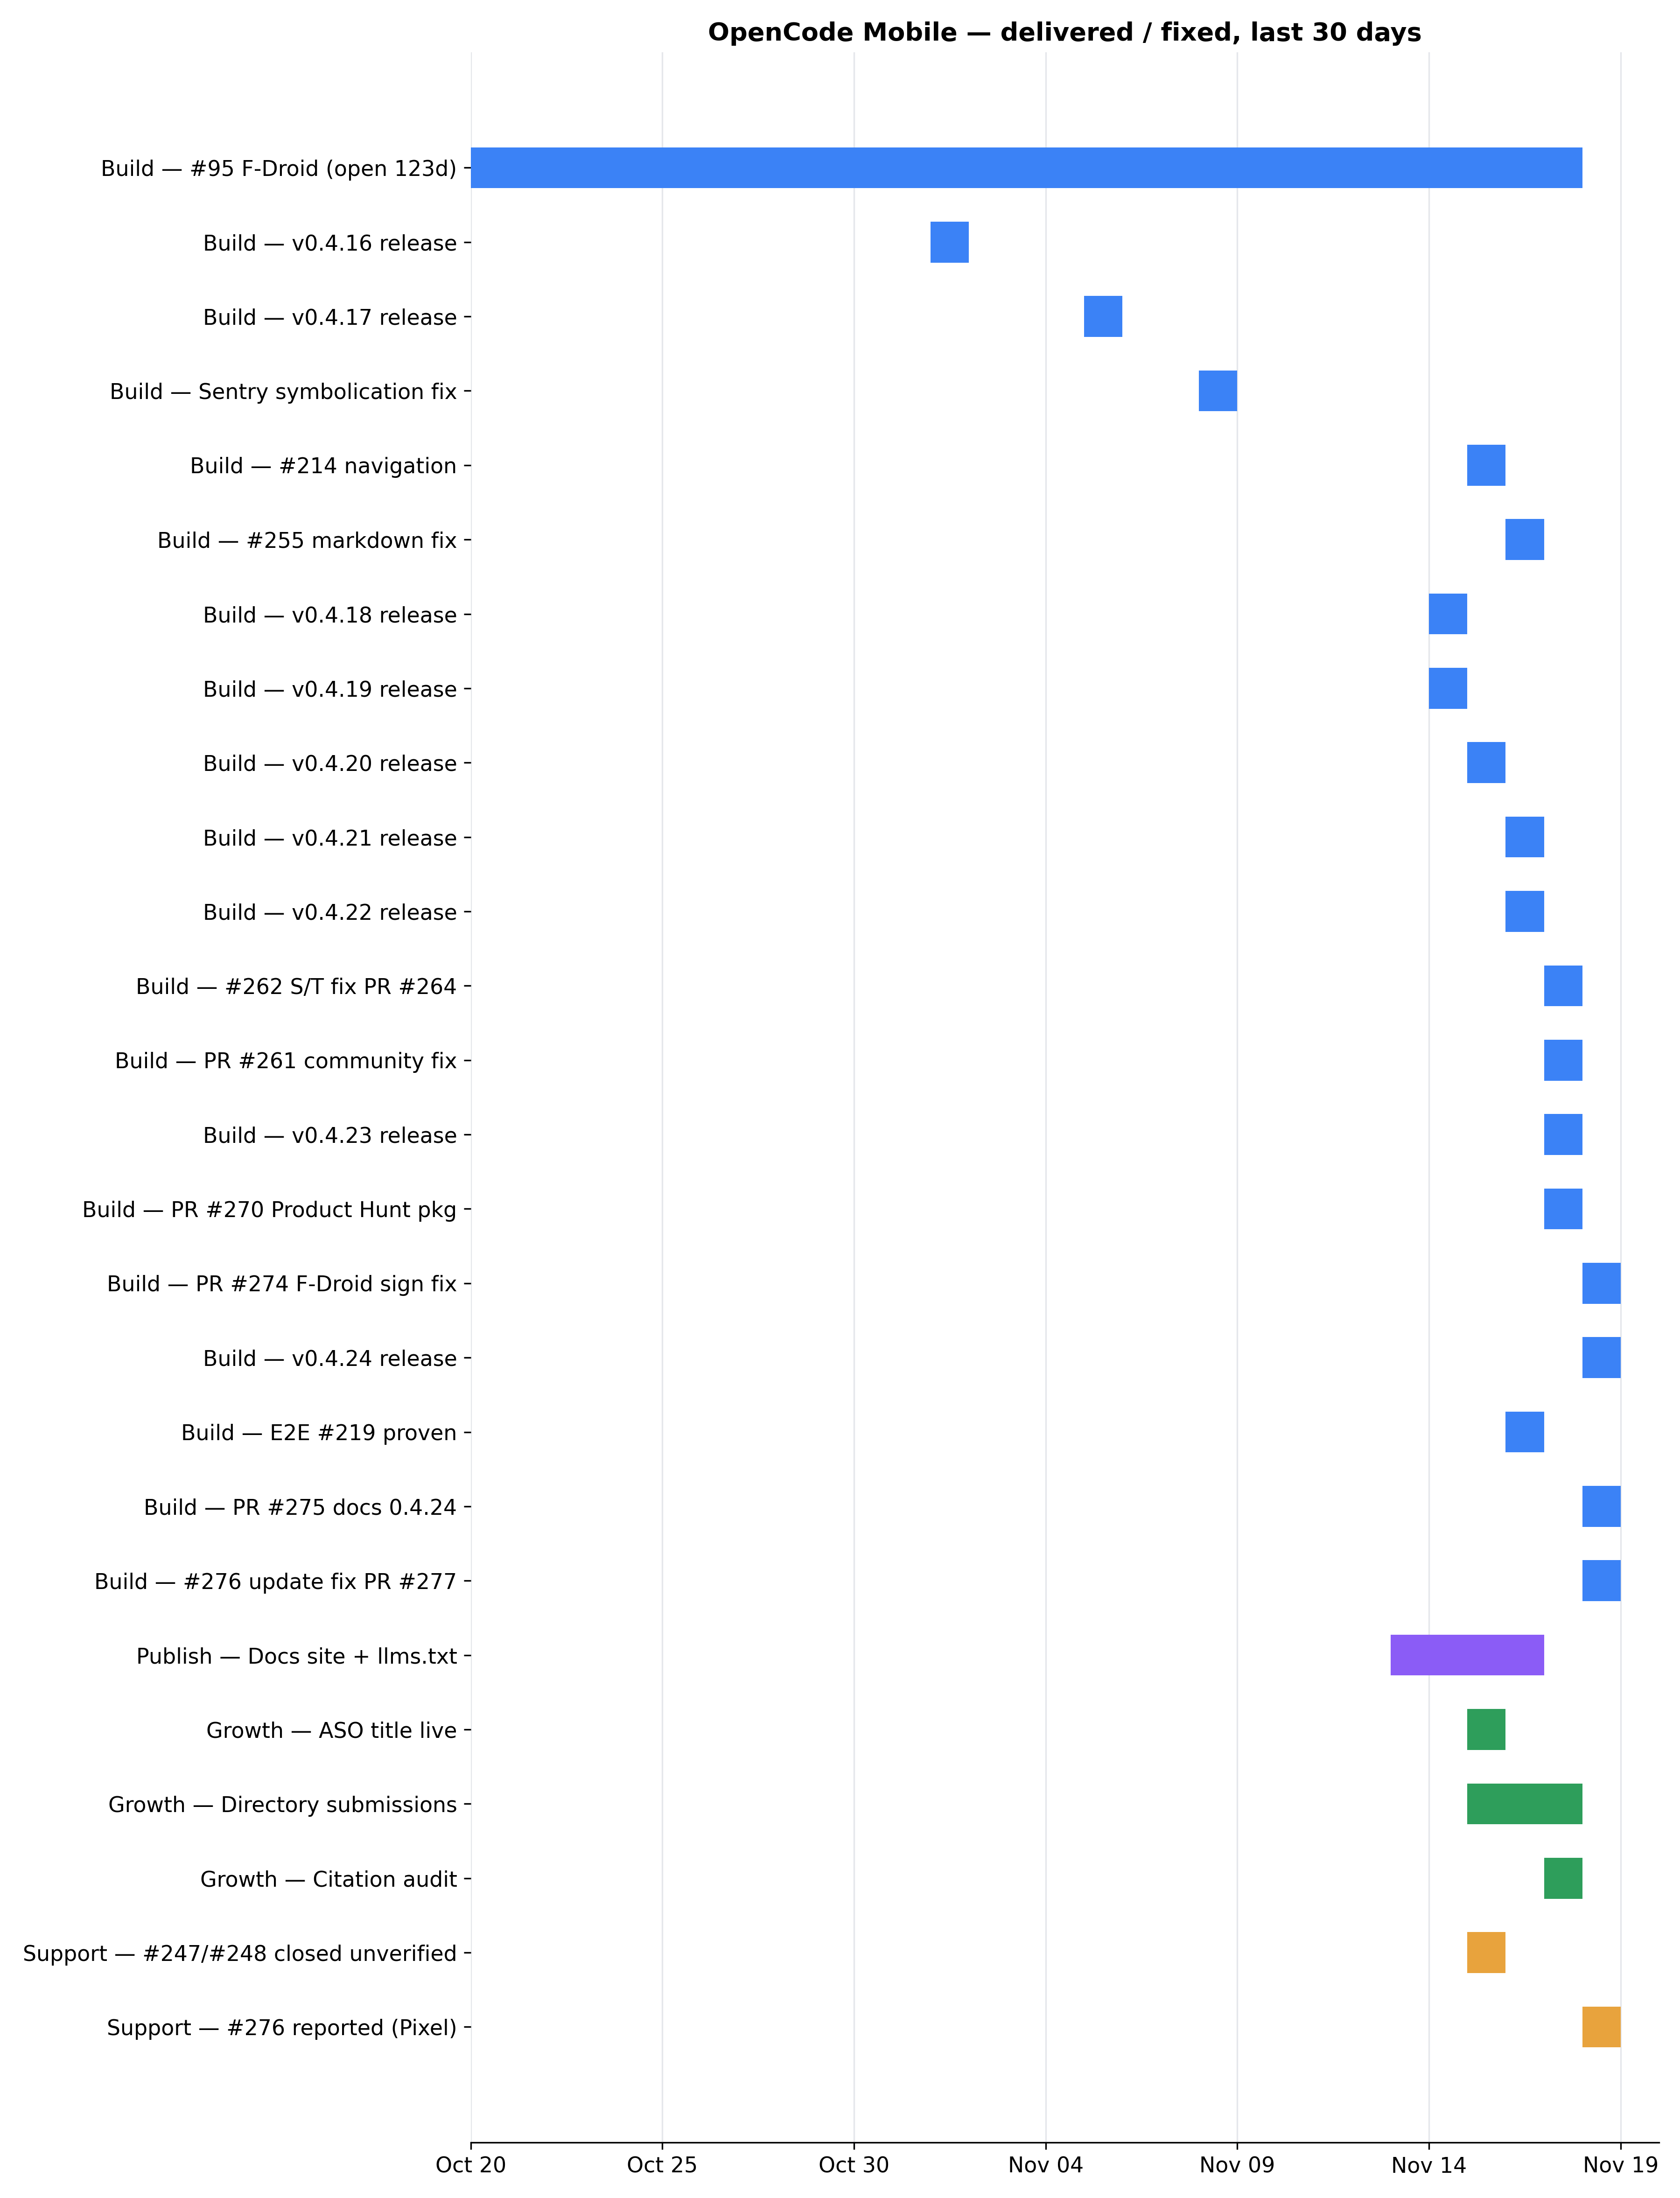 OpenCode Mobile — delivered / fixed, last 30 days
Build — #95 F-Droid (open 123d)
Build — v0.4.16 release
Build — v0.4.17 release
Build — Sentry symbolication fix
Build — #214 navigation
Build — #255 markdown fix
Build — v0.4.18 release
Build — v0.4.19 release
Build — v0.4.20 release
Build — v0.4.21 release
Build — v0.4.22 release
Build — #262 S/T fix PR #264
Build — PR #261 community fix
Build — v0.4.23 release
Build — PR #270 Product Hunt pkg
Build — PR #274 F-Droid sign fix
Build — v0.4.24 release
Build — E2E #219 proven
Build — PR #275 docs 0.4.24
Build — #276 update fix PR #277
Publish — Docs site + llms.txt
Growth — ASO title live
Growth — Directory submissions
Growth — Citation audit
Support — #247/#248 closed unverified
Support — #276 reported (Pixel)
Oct 20 Oct 25 Oct 30 Nov 04 Nov 09 Nov 14 Nov 19